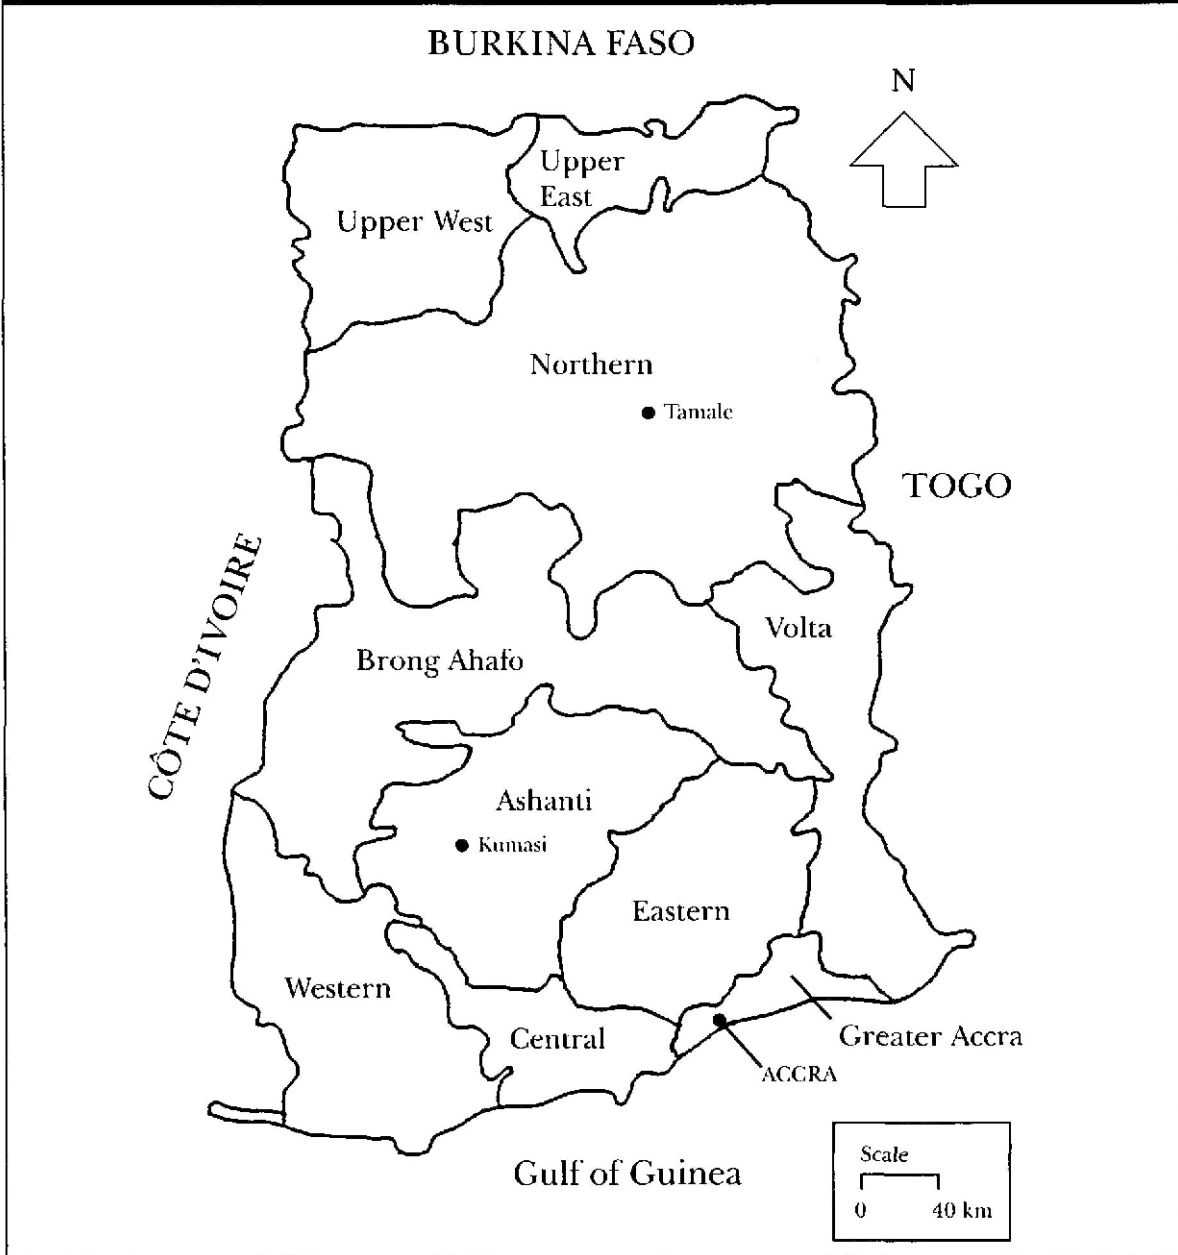 BURKINA FASO
N
Upper
East
Upper West
Northern
Tamale
TOGO
CÔTE D'IVOIRE
Volta
Brong Ahafo
Ashanti
Kumasi
Eastern
Western
Central
Greater Accra
ACCRA
Gulf of Guinea
Scale
0 40 km